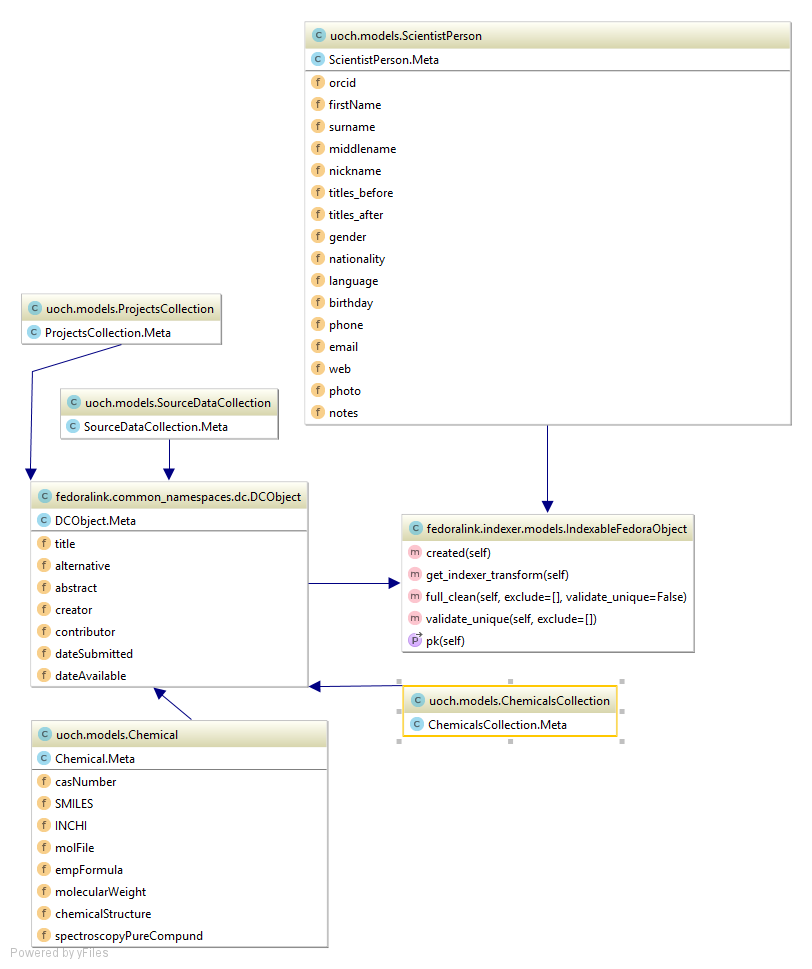 uoch.models.ScientistPerson
ScientistPerson.Meta
orcid
firstName
surname
middlename
nickname
titles_before
titles_after
gender
nationality
language
birthday
phone
email
web
photo
notes
uoch.models.ProjectsCollection
ProjectsCollection.Meta
uoch.models.SourceDataCollection
SourceDataCollection.Meta
fedoralink.common_namespaces.dc.DCObject
DCObject.Meta
title
alternative
abstract
creator
contributor
dateSubmitted
dateAvailable
fedoralink.indexer.models.IndexableFedoraObject
created(self)
get_indexer_transform(self)
full_clean(self, exclude=[], validate_unique=False)
validate_unique(self, exclude=[])
pk(self)
uoch.models.ChemicalsCollection
ChemicalsCollection.Meta
uoch.models.Chemical
Chemical.Meta
casNumber
SMILES
INCHI
molFile
empFormula
molecularWeight
chemicalStructure
spectroscopyPureCompund
Powered by yFiles